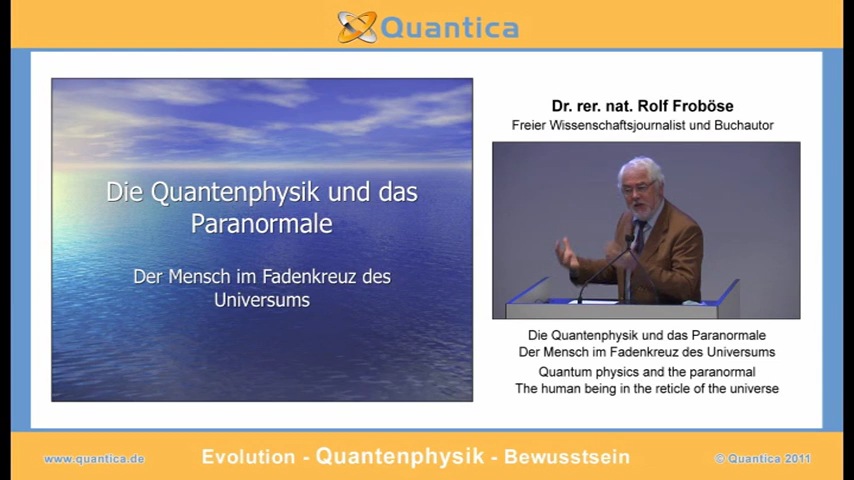 Quantica
Die Quantenphysik und das
Paranormale
Der Mensch im Fadenkreuz des
Universums
Dr. rer. nat. Rolf Froböse
Freier Wissenschaftsjournalist und Buchautor
Die Quantenphysik und das Paranormale
Der Mensch im Fadenkreuz des Universums
Quantum physics and the paranormal
The human being in the reticle of the universe
www.quantica.de
Evolution - Quantenphysik - Bewusstsein
© Quantica 2011